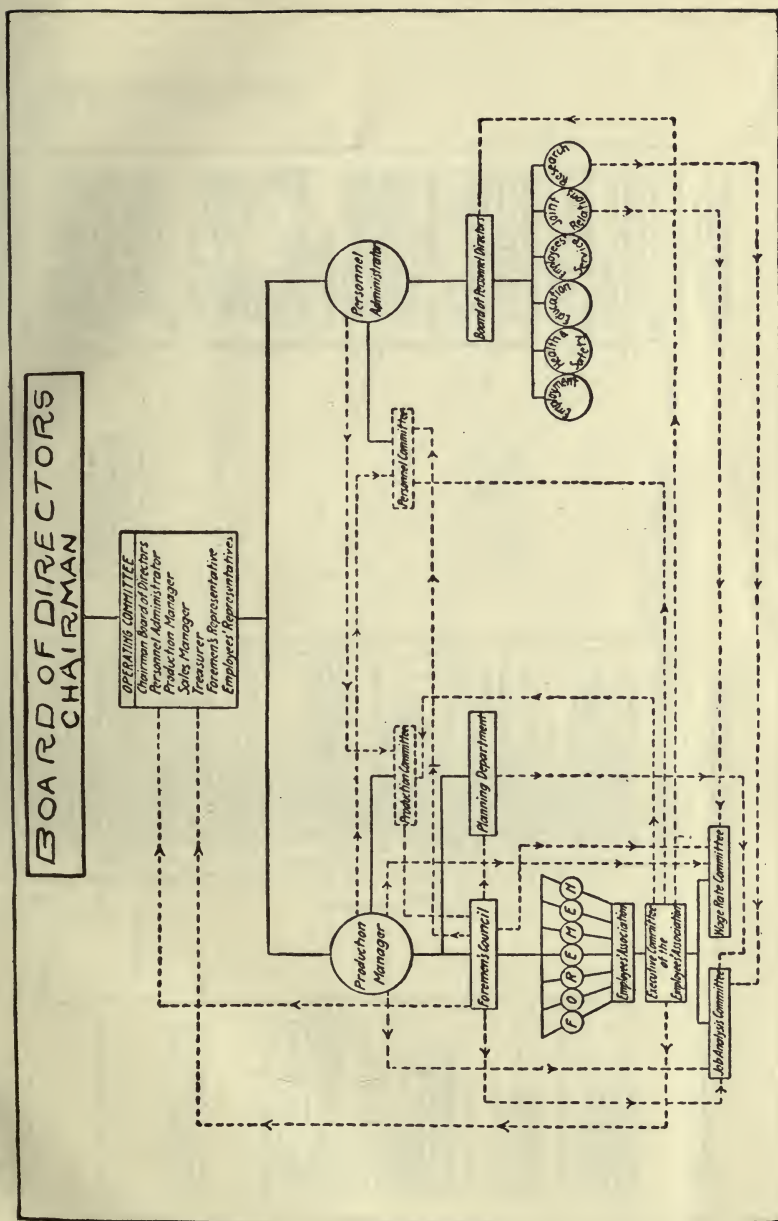 BOARD OF DIRECTORS
CHAIRMAN
OPERATING COMMITTEE
Chairman Board of Directors
Personnel Administrator
Production Manager
Sales Manager
Treasurer
Foremen's Representative
Employees' Representatives
Production
Manager
Personnel
Administrator
Production Committee
Personnel Committee
Foremen's Council
Planning Department
Board of Personnel Directors
FOREMEN
Employment
Health &
Safety
Education
Employees'
Service
Joint
Relations
Research
Employees' Association
Executive Committee
of the
Employees' Association
Job Analysis Committee
Wage Rate Committee